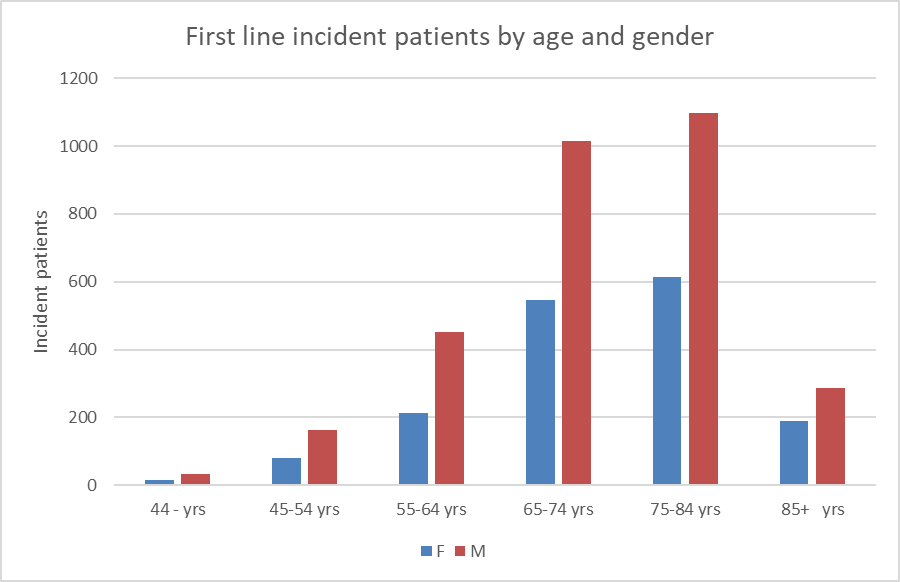 First line incident patients by age and gender
1200
1000
800
600
400
200
0
Incident patients
44 - yrs 45-54 yrs 55-64 yrs 65-74 yrs 75-84 yrs 85+ yrs
F M